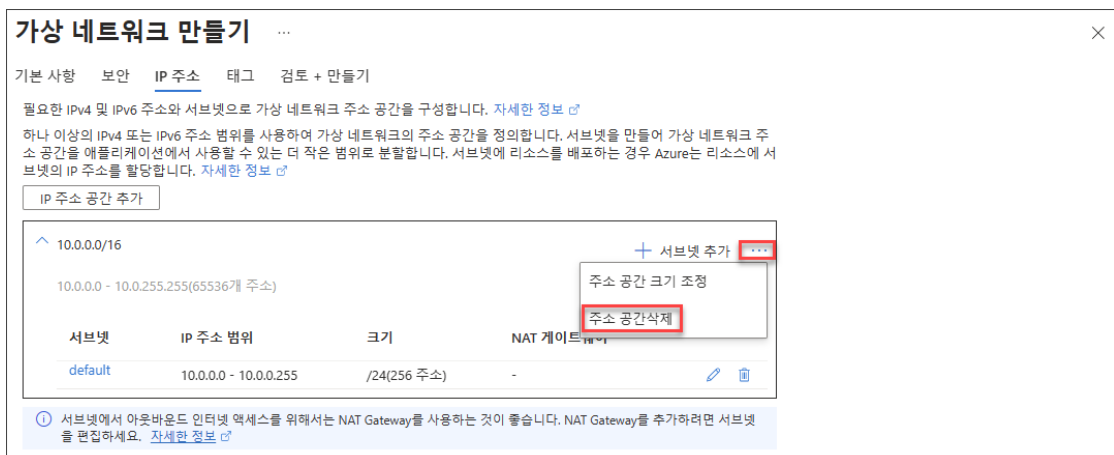 가상 네트워크 만들기 ...
기본 사항 보안 IP 주소 태그 검토 + 만들기
필요한 IPv4 및 IPv6 주소와 서브넷으로 가상 네트워크 주소 공간을 구성합니다. 자세한 정보
하나 이상의 IPv4 또는 IPv6 주소 범위를 사용하여 가상 네트워크의 주소 공간을 정의합니다. 서브넷을 만들어 가상 네트워크 주
소 공간을 애플리케이션에서 사용할 수 있는 더 작은 범위로 분할합니다. 서브넷에 리소스를 배포하는 경우 Azure는 리소스에 서
브넷의 IP 주소를 할당합니다. 자세한 정보
IP 주소 공간 추가
10.0.0.0/16
+ 서브넷 추가 ...
주소 공간 크기 조정
10.0.0.0 - 10.0.255.255(65536개 주소)
주소 공간삭제
서브넷 IP 주소 범위 크기 NAT 게이트웨이
default 10.0.0.0 - 10.0.0.255 /24(256 주소) -
서브넷에서 아웃바운드 인터넷 액세스를 위해서는 NAT Gateway를 사용하는 것이 좋습니다. NAT Gateway를 추가하려면 서브넷
을 편집하세요. 자세한 정보